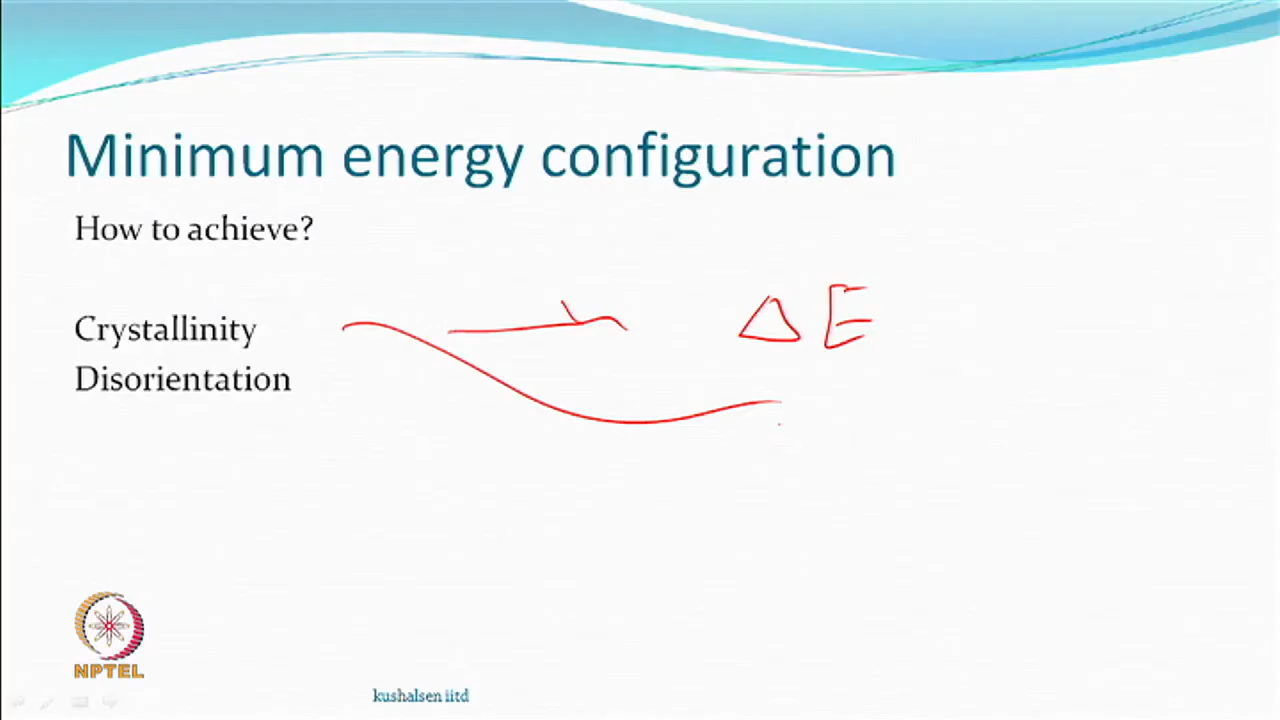 Minimum energy configuration
How to achieve?
Crystallinity
ΔE
Disorientation
NPTEL
kushalsen iitd